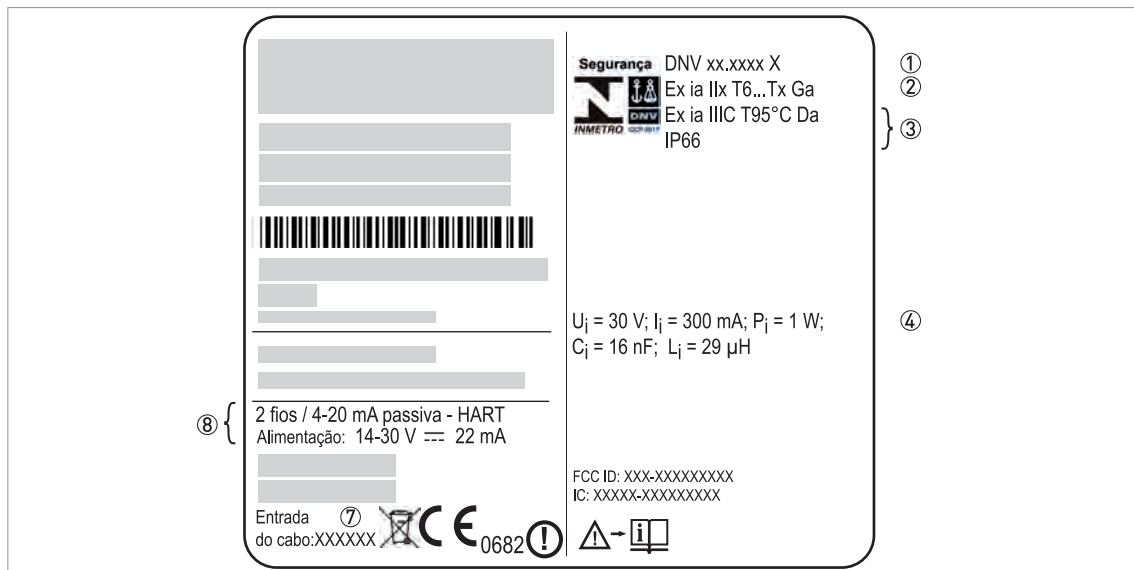 Segurança DNV xx.xxxx X ①
Ex ia IIx T6...Tx Ga ②
DNV Ex ia IIIC T95°C Da ③
INMETRO IP66
Ui = 30 V; Ii = 300 mA; Pi = 1 W; ④
Ci = 16 nF; Li = 29 µH
⑧ 2 fios / 4-20 mA passiva - HART
Alimentação: 14-30 V 22 mA
FCC ID: XXX-XXXXXXXXX
IC: XXXXX-XXXXXXXXX
Entrada ⑦
do cabo:XXXXXX CE 0682